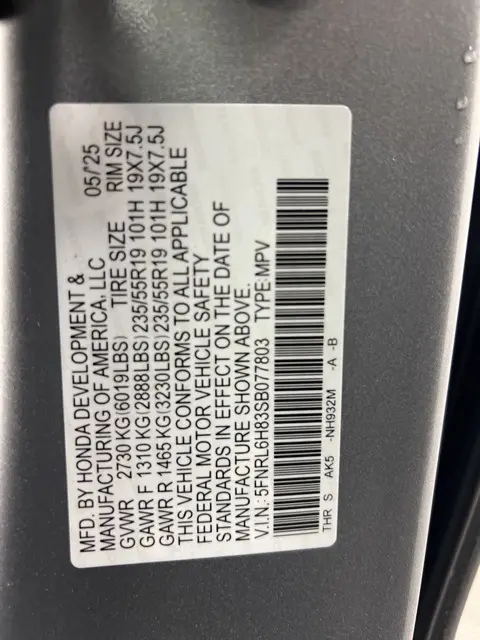 MFD. BY HONDA DEVELOPMENT &
MANUFACTURING OF AMERICA, LLC 05/'25
GVWR 2730 KG(6019LBS) TIRE SIZE RIM SIZE
GAWR F 1310 KG(2888LBS)235/55R19 101H 19X7.5J
GAWR R 1465 KG(3230LBS)235/55R19 101H 19X7.5J
THIS VEHICLE CONFORMS TO ALL APPLICABLE
FEDERAL MOTOR VEHICLE SAFETY
STANDARDS IN EFFECT ON THE DATE OF
MANUFACTURE SHOWN ABOVE.
V.I.N.: 5FNRL6H83SB077803 TYPE:MPV
THR S AK5 -NH932M -A -B